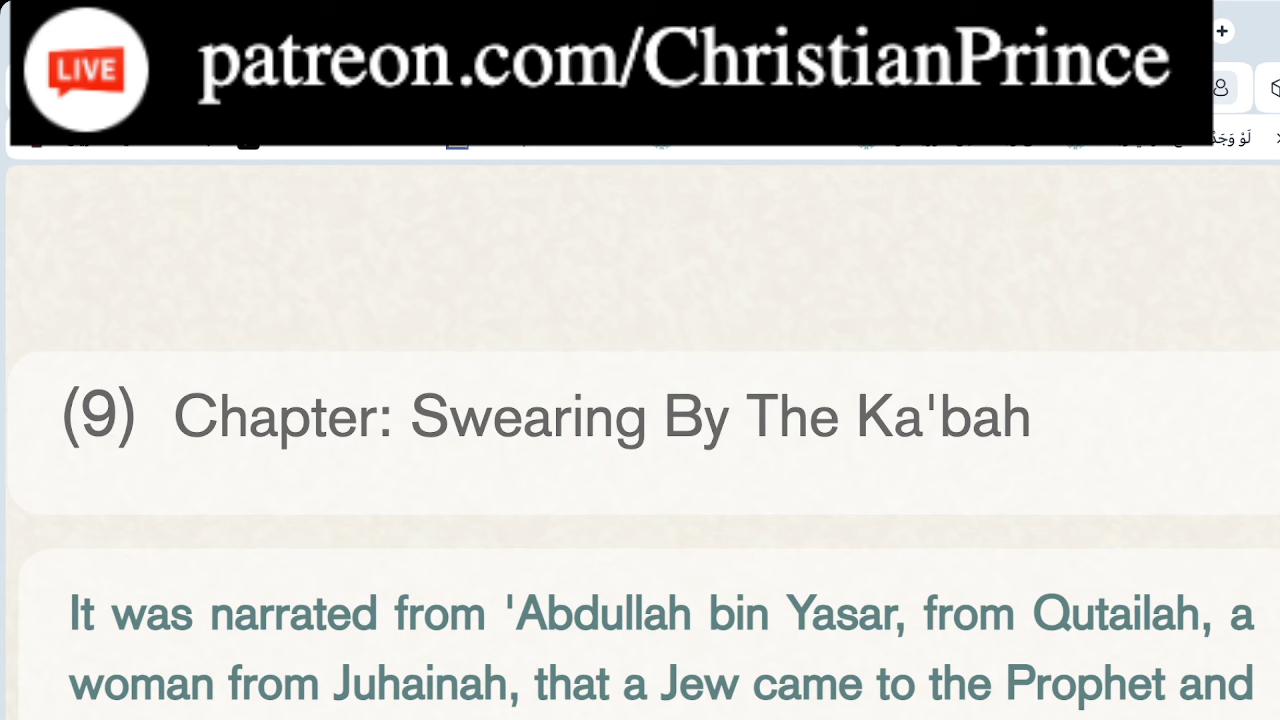 LIVE patreon.com/ChristianPrince
لَوْ
(9) Chapter: Swearing By The Ka'bah
It was narrated from 'Abdullah bin Yasar, from Qutailah, a
woman from Juhainah, that a Jew came to the Prophet and